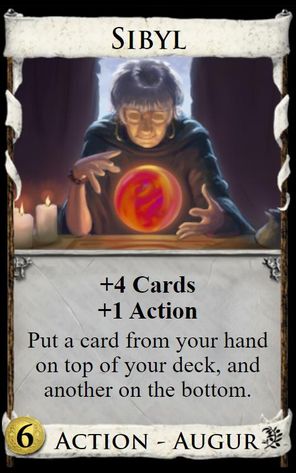 SIBYL
+4 Cards
+1 Action
Put a card from your hand
on top of your deck, and
another on the bottom.
6 ACTION - AUGUR